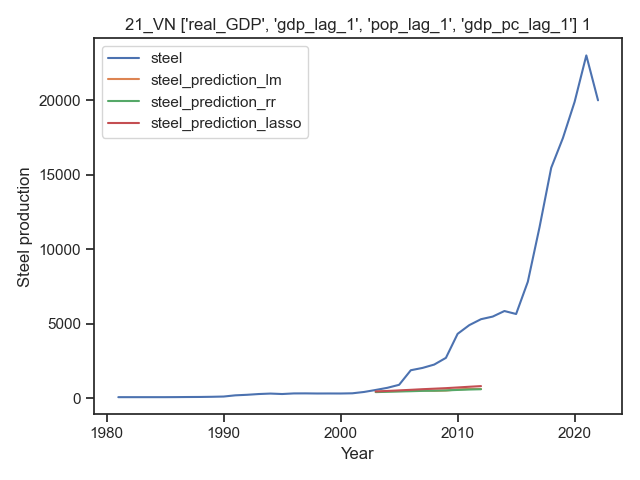 21_VN ['real_GDP', 'gdp_lag_1', 'pop_lag_1', 'gdp_pc_lag_1'] 1
steel
steel_prediction_lm
steel_prediction_rr
steel_prediction_lasso
Steel production
20000
15000
10000
5000
0
1980 1990 2000 2010 2020
Year